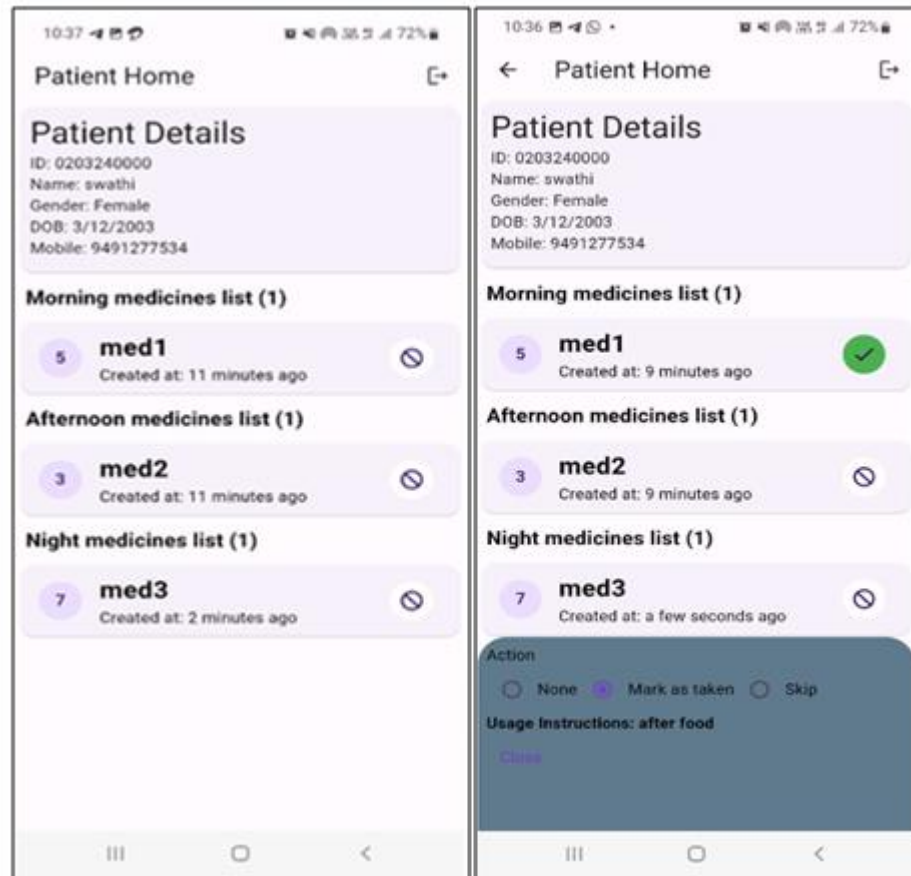 10:37
72%
Patient Home
Patient Details
ID: 0203240000
Name: swathi
Gender: Female
DOB: 3/12/2003
Mobile: 9491277534
Morning medicines list (1)
5
med1
Created at: 11 minutes ago
Afternoon medicines list (1)
3
med2
Created at: 11 minutes ago
Night medicines list (1)
7
med3
Created at: 2 minutes ago
10:36
72%
Patient Home
Patient Details
ID: 0203240000
Name: swathi
Gender: Female
DOB: 3/12/2003
Mobile: 9491277534
Morning medicines list (1)
5
med1
Created at: 9 minutes ago
Afternoon medicines list (1)
3
med2
Created at: 9 minutes ago
Night medicines list (1)
7
med3
Created at: a few seconds ago
Action
None Mark as taken Skip
Usage Instructions: after food
Close